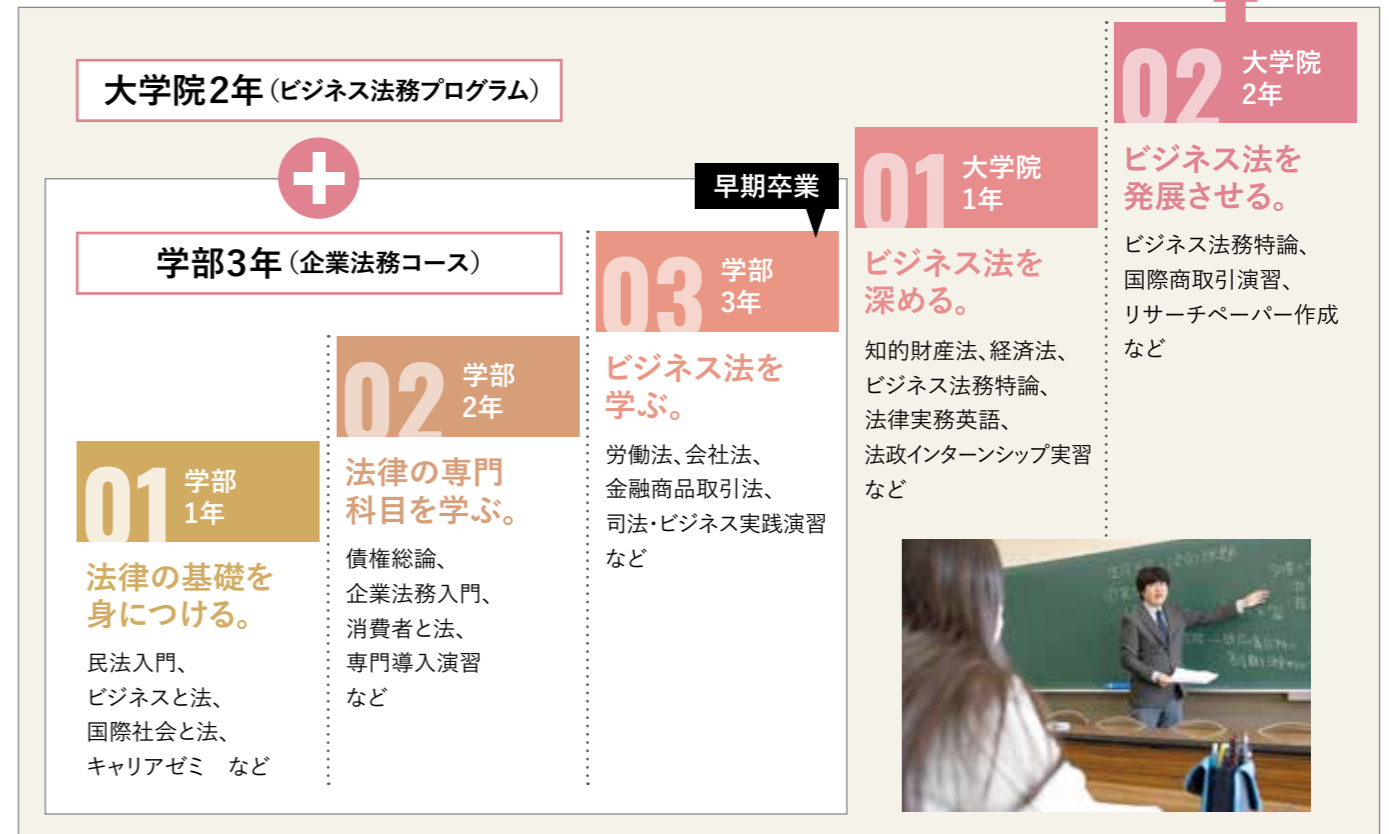 大学院2年(ビジネス法務プログラム)
学部3年(企業法務コース)
01
学部
1年
法律の基礎を
身につける。
民法入門、
ビジネスと法、
国際社会と法、
キャリアゼミ　など
02
学部
2年
法律の専門
科目を学ぶ。
債権総論、
企業法務入門、
消費者と法、
専門導入演習
など
早期卒業
03
学部
3年
ビジネス法を
学ぶ。
労働法、会社法、
金融商品取引法、
司法・ビジネス実践演習
など
01
大学院
1年
ビジネス法を
深める。
知的財産法、経済法、
ビジネス法務特論、
法律実務英語、
法政インターンシップ実習
など
02
大学院
2年
ビジネス法を
発展させる。
ビジネス法務特論、
国際商取引演習、
リサーチペーパー作成
など